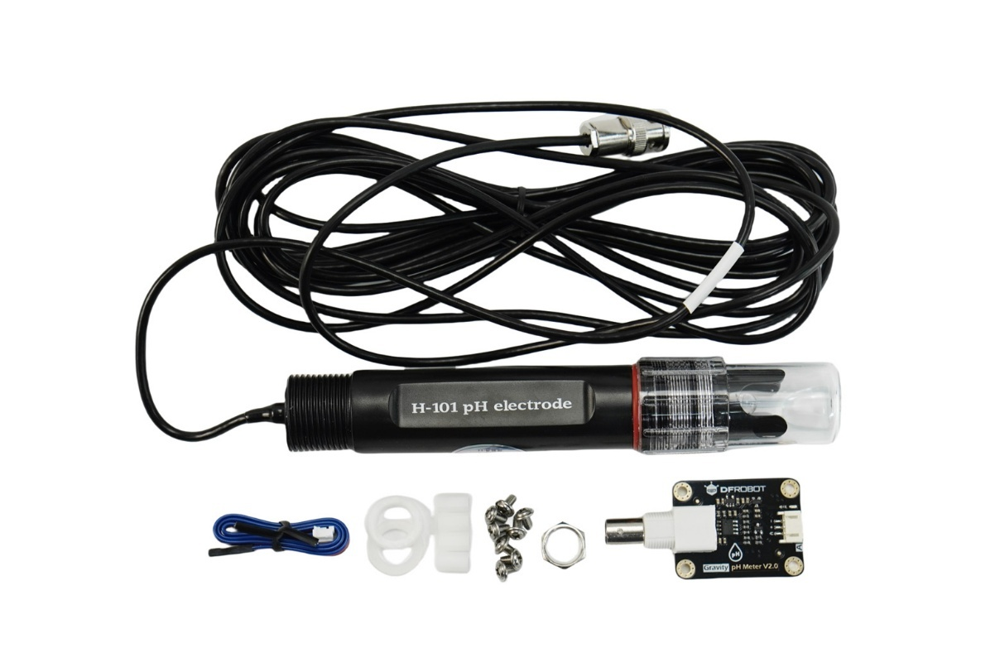 H-101 pH electrode
DFROBOT
pH
Gravity pH Meter V2.0
A